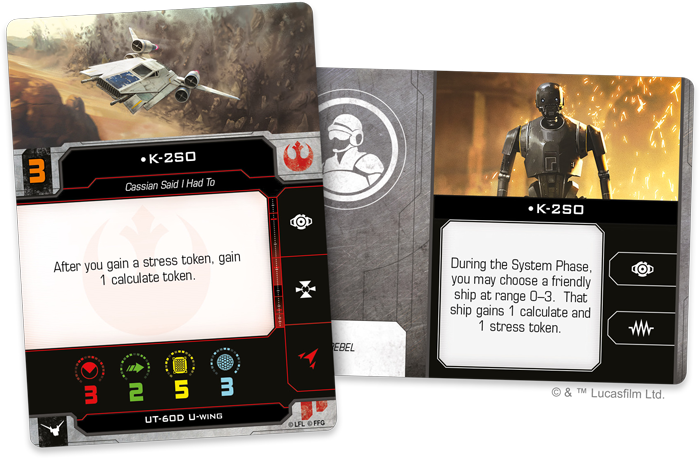 •K-2SO
3
Cassian Said I Had To
After you gain a stress token, gain
1 calculate token.
3 2 5 3
UT-60D U-WING
© LFL © FFG
REBEL
•K-2SO
During the System Phase,
you may choose a friendly
ship at range 0–3. That
ship gains 1 calculate and
1 stress token.
© & ™ Lucasfilm Ltd.